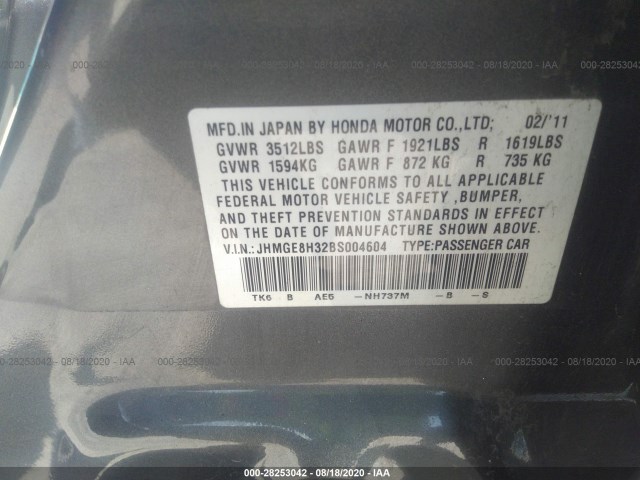 000-28253042 - 08/18/2020 - IAA
MFD.IN JAPAN BY HONDA MOTOR CO.,LTD; 02/'11
GVWR 3512LBS GAWR F 1921LBS R 1619LBS
GVWR 1594KG GAWR F 872 KG R 735 KG
THIS VEHICLE CONFORMS TO ALL APPLICABLE
FEDERAL MOTOR VEHICLE SAFETY ,BUMPER,
AND THEFT PREVENTION STANDARDS IN EFFECT
ON THE DATE OF MANUFACTURE SHOWN ABOVE.
V.I.N.:JHMGE8H32BS004604 TYPE:PASSENGER CAR
TK6 B AE5 -NH737M -B -S
000-28253042 - 08/18/2020 - IAA
000-28253042 - 08/18/2020 - IAA